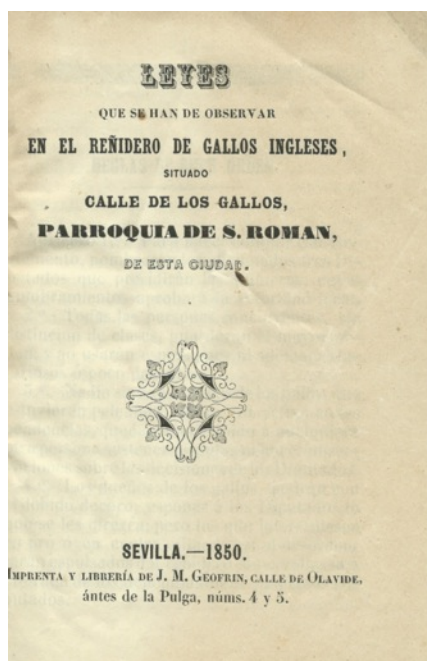 LEYES
QUE SE HAN DE OBSERVAR
EN EL REÑIDERO DE GALLOS INGLESES,
SITUADO
CALLE DE LOS GALLOS,
PARROQUIA DE S. ROMAN,
DE ESTA CIUDAD.
SEVILLA.—1850.
IMPRENTA Y LIBRERÍA DE J. M. GEOFRIN, CALLE DE OLAVIDE,
ántes de la Pulga, núms. 4 y 5.